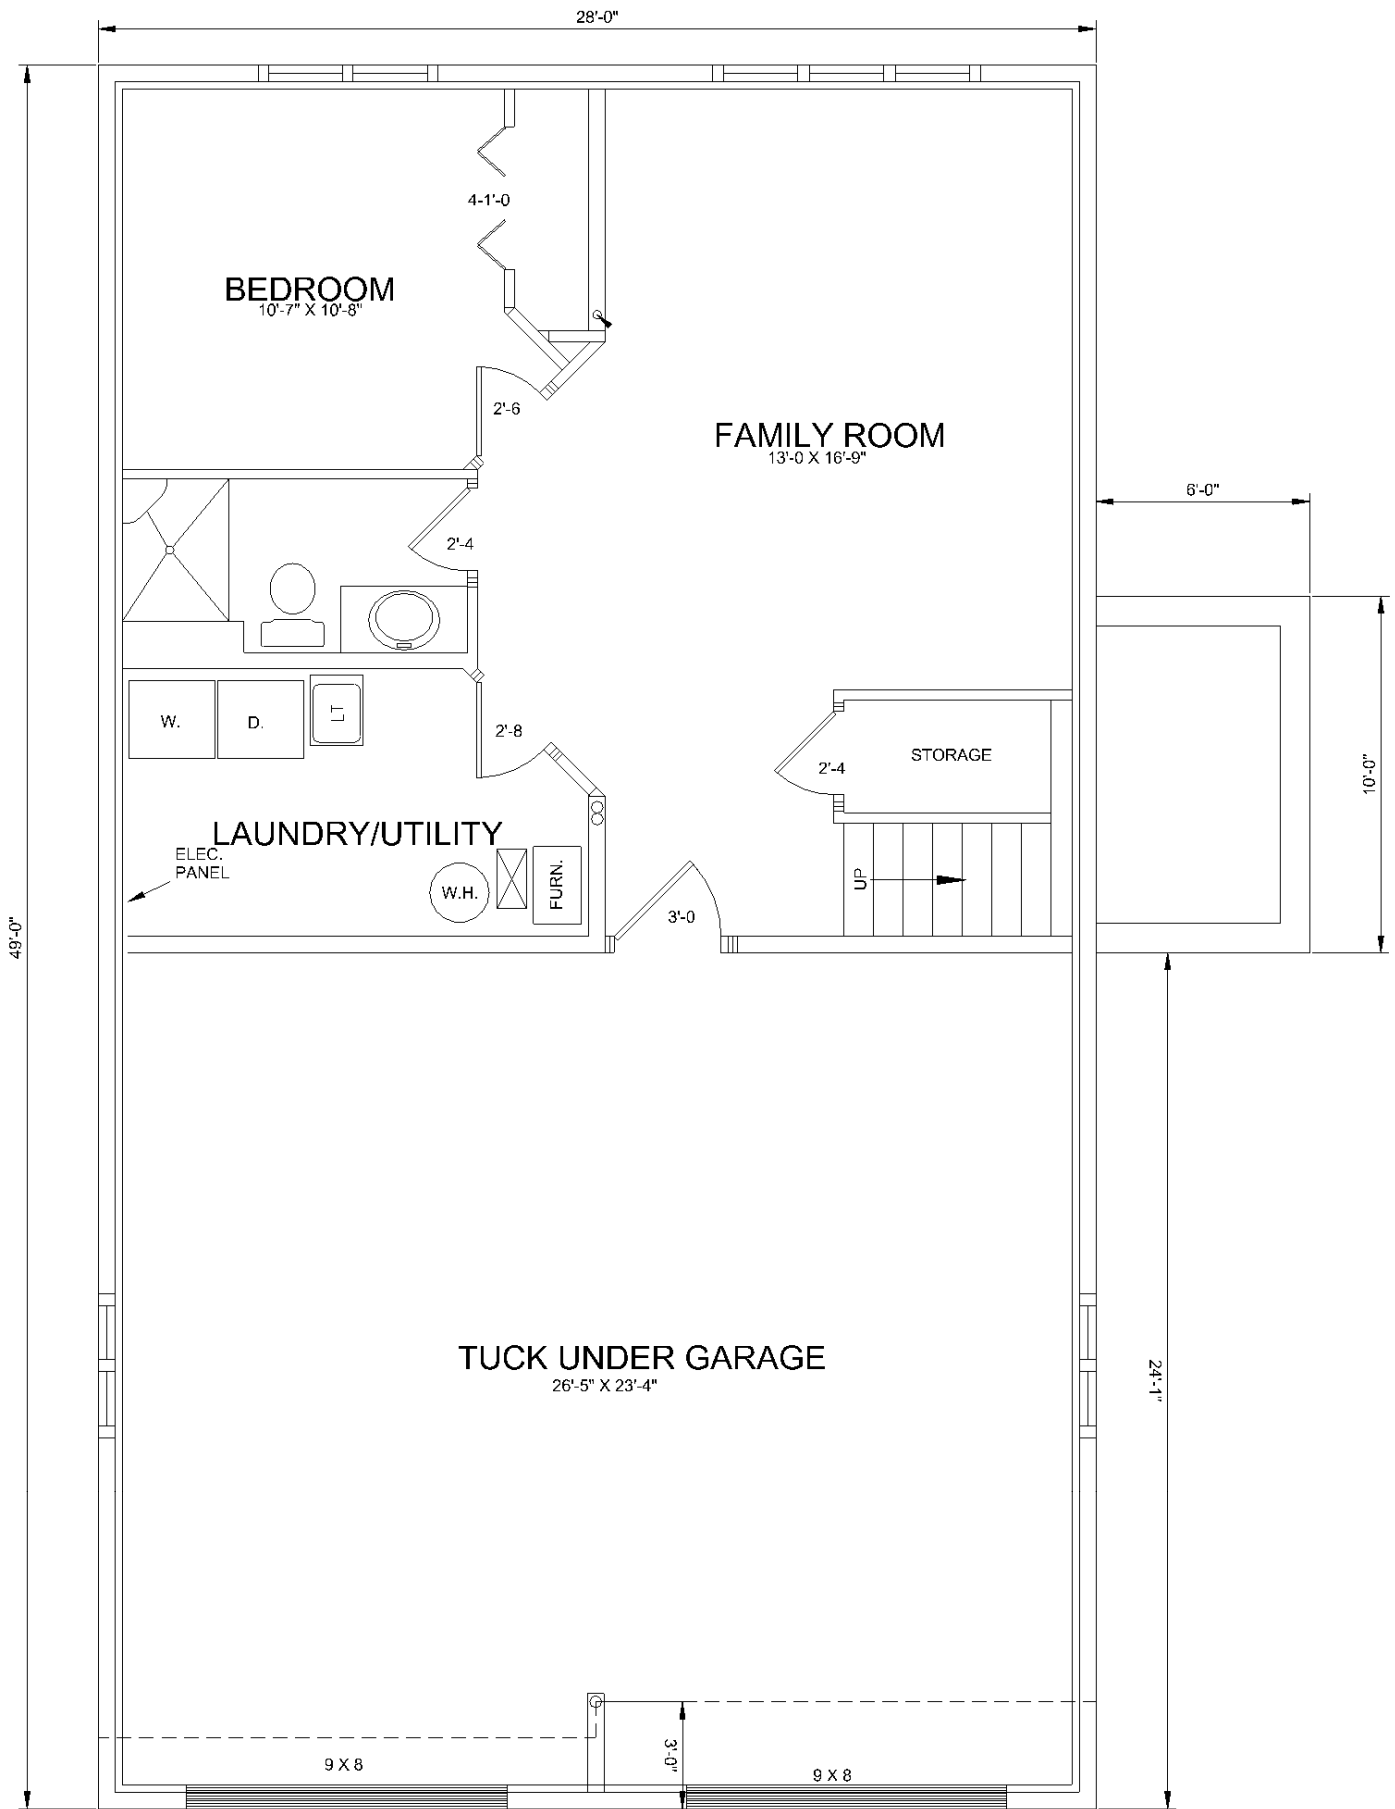 28'-0"
4-1'-0
BEDROOM
10'-7" X 10'-8"
2'-6
FAMILY ROOM
13'-0 X 16'-9"
6'-0"
2'-4
W.
D.
LT
2'-8
STORAGE
2'-4
10'-0"
LAUNDRY/UTILITY
ELEC.
PANEL
W.H.
FURN.
UP
3'-0
49'-0"
TUCK UNDER GARAGE
26'-5" X 23'-4"
24'-1"
3'-0"
9 X 8
9 X 8